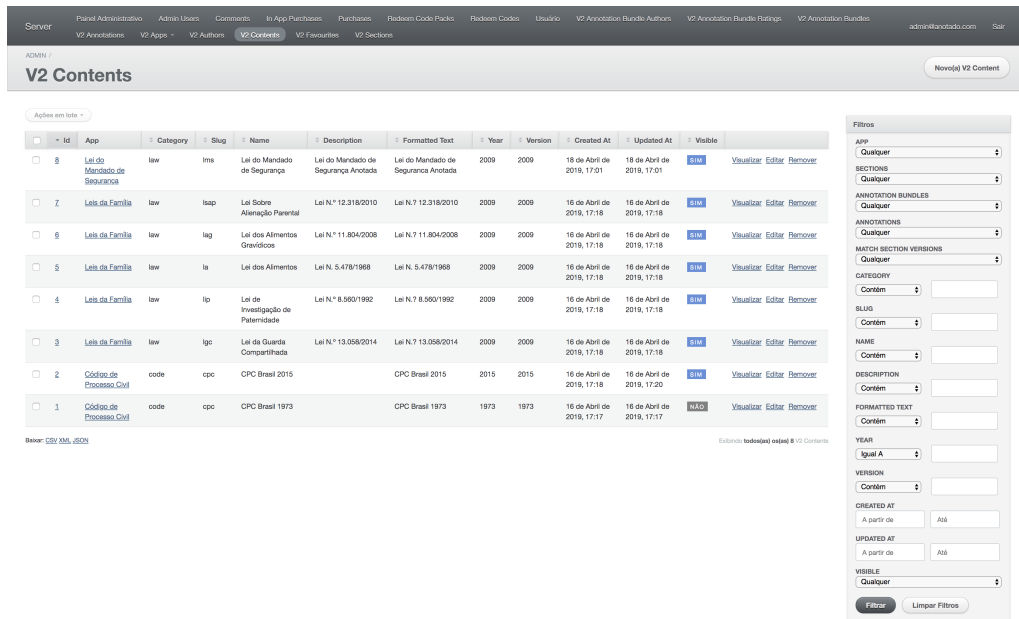 Server
Painel Administrativo Admin Users Comments In App Purchases Purchases Redeem Code Packs Redeem Codes Usuário V2 Annotation Bundle Authors V2 Annotation Bundle Ratings V2 Annotation Bundles
V2 Annotations V2 Apps V2 Authors V2 Contents V2 Favourites V2 Sections
admin@anotado.com Sair
ADMIN /
V2 Contents
Novo(a) V2 Content
Ações em lote
Id App Category Slug Name Description Formatted Text Year Version Created At Updated At Visible
8 Lei do law lms Lei do Mandado Lei do Mandado de Lei do Mandado de 2009 2009 18 de Abril de 18 de Abril de SIM Visualizar Editar Remover
Mandado de de Segurança Segurança Anotada Seguranca Anotada 2019, 17:01 2019, 17:01
Segurança
7 Leis da Família law lsap Lei Sobre Lei N.º 12.318/2010 Lei N.? 12.318/2010 2009 2009 16 de Abril de 16 de Abril de SIM Visualizar Editar Remover
Alienação Parental 2019, 17:18 2019, 17:18
6 Leis da Família law lag Lei dos Alimentos Lei N.º 11.804/2008 Lei N.? 11.804/2008 2009 2009 16 de Abril de 16 de Abril de SIM Visualizar Editar Remover
Gravídicos 2019, 17:18 2019, 17:18
5 Leis da Família law la Lei dos Alimentos Lei N. 5.478/1968 Lei N. 5.478/1968 2009 2009 16 de Abril de 16 de Abril de SIM Visualizar Editar Remover
2019, 17:18 2019, 17:18
4 Leis da Família law lip Lei de Lei N.º 8.560/1992 Lei N.? 8.560/1992 2009 2009 16 de Abril de 16 de Abril de SIM Visualizar Editar Remover
Investigação de 2019, 17:18 2019, 17:18
Paternidade
3 Leis da Família law lgc Lei da Guarda Lei N.º 13.058/2014 Lei N.? 13.058/2014 2009 2009 16 de Abril de 16 de Abril de SIM Visualizar Editar Remover
Compartilhada 2019, 17:18 2019, 17:18
2 Código de code cpc CPC Brasil 2015 CPC Brasil 2015 2015 2015 16 de Abril de 16 de Abril de SIM Visualizar Editar Remover
Processo Civil 2019, 17:18 2019, 17:20
1 Código de code cpc CPC Brasil 1973 CPC Brasil 1973 1973 1973 16 de Abril de 16 de Abril de NÃO Visualizar Editar Remover
Processo Civil 2019, 17:17 2019, 17:17
Baixar: CSV XML JSON
Exibindo todos(as) os(as) 8 V2 Contents
Filtros
APP
Qualquer
SECTIONS
Qualquer
ANNOTATION BUNDLES
Qualquer
ANNOTATIONS
Qualquer
MATCH SECTION VERSIONS
Qualquer
CATEGORY
Contém
SLUG
Contém
NAME
Contém
DESCRIPTION
Contém
FORMATTED TEXT
Contém
YEAR
Igual A
VERSION
Contém
CREATED AT
A partir de Até
UPDATED AT
A partir de Até
VISIBLE
Qualquer
Filtrar Limpar Filtros